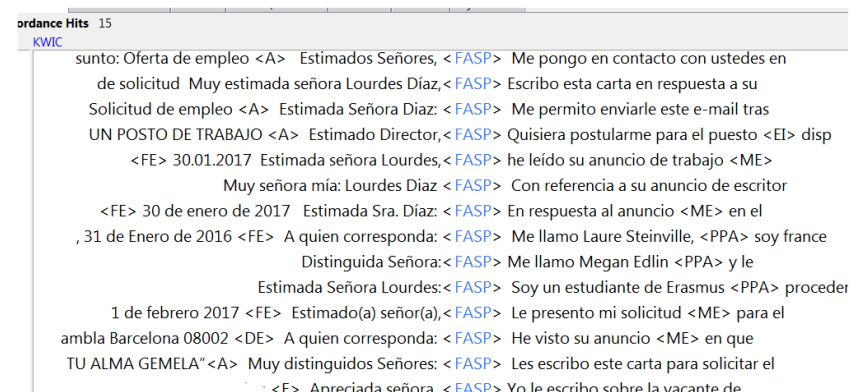 ordance Hits 15
KWIC
sunto: Oferta de empleo <A> Estimados Señores, < FASP> Me pongo en contacto con ustedes en
de solicitud Muy estimada señora Lourdes Díaz,< FASP> Escribo esta carta en respuesta a su
Solicitud de empleo <A> Estimada Señora Diaz: < FASP> Me permito enviarle este e-mail tras
UN POSTO DE TRABAJO <A> Estimado Director,< FASP> Quisiera postularme para el puesto <EI> disp
<FE> 30.01.2017 Estimada señora Lourdes,< FASP> he leído su anuncio de trabajo <ME>
Muy señora mía: Lourdes Diaz < FASP> Con referencia a su anuncio de escritor
<FE> 30 de enero de 2017 Estimada Sra. Díaz: < FASP> En respuesta al anuncio <ME> en el
, 31 de Enero de 2016 <FE> A quien corresponda: < FASP> Me llamo Laure Steinville, <PPA> soy france
Distinguida Señora:< FASP> Me llamo Megan Edlin <PPA> y le
Estimada Señora Lourdes:< FASP> Soy un estudiante de Erasmus <PPA> proceder
1 de febrero 2017 <FE> Estimado(a) señor(a),< FASP> Le presento mi solicitud <ME> para el
ambla Barcelona 08002 <DE> A quien corresponda: < FASP> He visto su anuncio <ME> en que
TU ALMA GEMELA"<A> Muy distinguidos Señores: < FASP> Les escribo este carta para solicitar el
<F> Apreciada señora, < FASP> Yo le escribo sobre la vacante de